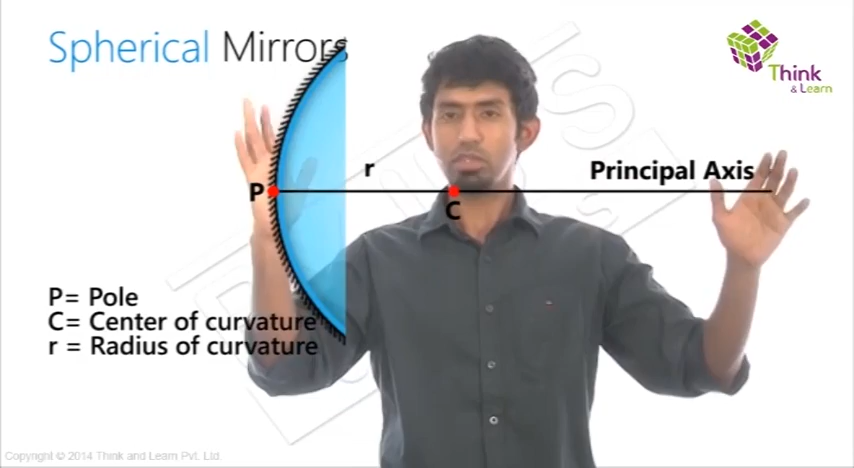 Spherical Mirrors
Think
& Learn
r
Principal Axis
P
C
P= Pole
C= Center of curvature
r = Radius of curvature
Copyright © 2014 Think and Learn Pvt. Ltd.